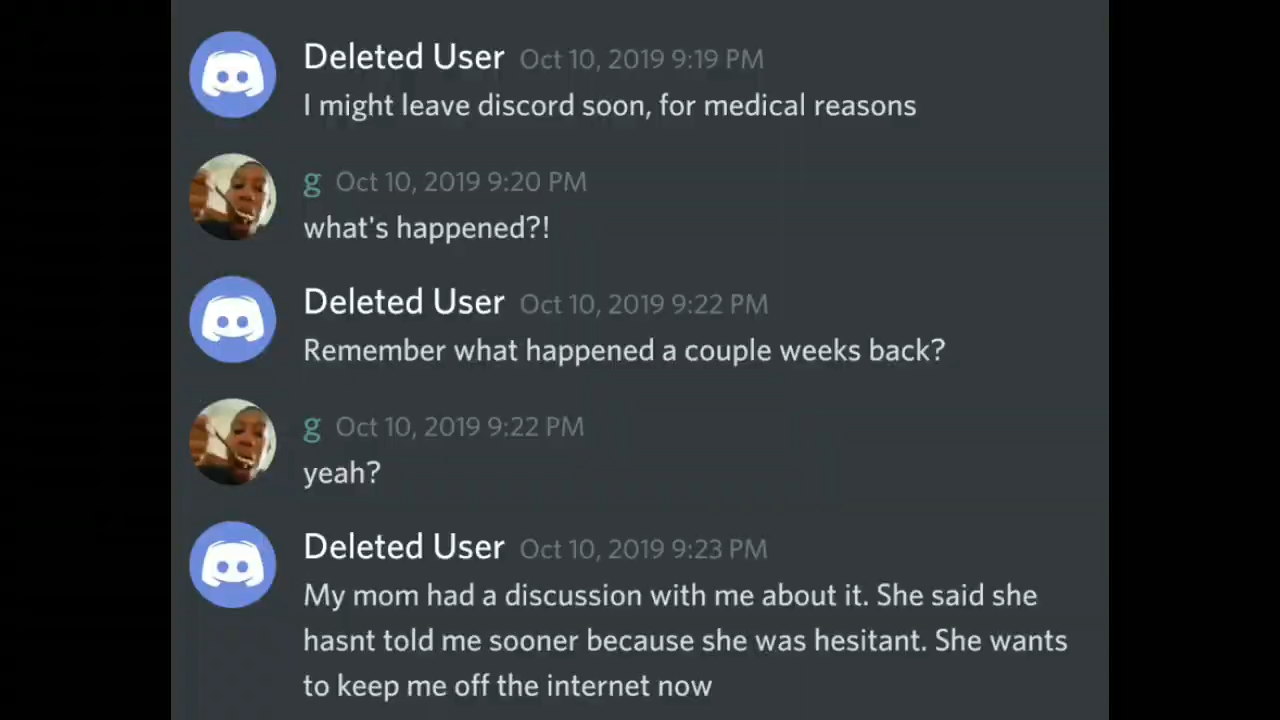 Deleted User Oct 10, 2019 9:19 PM
I might leave discord soon, for medical reasons
g Oct 10, 2019 9:20 PM
what's happened?!
Deleted User Oct 10, 2019 9:22 PM
Remember what happened a couple weeks back?
g Oct 10, 2019 9:22 PM
yeah?
Deleted User Oct 10, 2019 9:23 PM
My mom had a discussion with me about it. She said she
hasnt told me sooner because she was hesitant. She wants
to keep me off the internet now